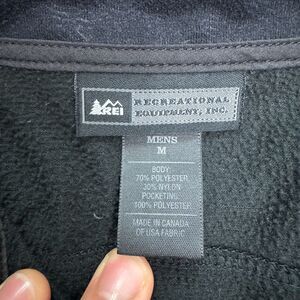 REI
RECREATIONAL
EQUIPMENT, INC.
MENS
M
BODY:
70% POLYESTER
30% NYLON
POCKETING:
100% POLYESTER
MADE IN CANADA
OF USA FABRIC